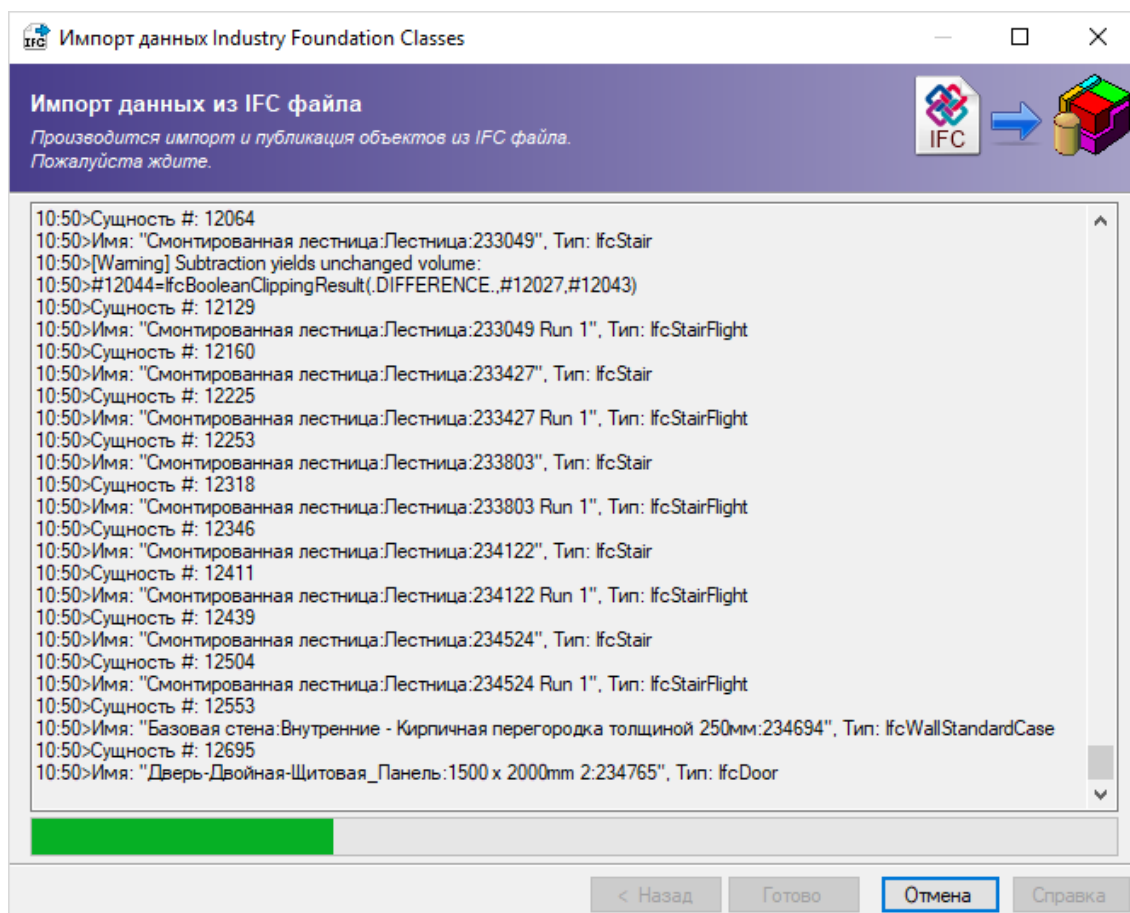 IFC Импорт данных Industry Foundation Classes
Импорт данных из IFC файла
Производится импорт и публикация объектов из IFC файла.
Пожалуйста ждите.
IFC
10:50>Сущность #: 12064
10:50>Имя: "Смонтированная лестница:Лестница:233049", Тип: IfcStair
10:50>[Warning] Subtraction yields unchanged volume:
10:50>#12044=IfcBooleanClippingResult(.DIFFERENCE.,#12027,#12043)
10:50>Сущность #: 12129
10:50>Имя: "Смонтированная лестница:Лестница:233049 Run 1", Тип: IfcStairFlight
10:50>Сущность #: 12160
10:50>Имя: "Смонтированная лестница:Лестница:233427", Тип: IfcStair
10:50>Сущность #: 12225
10:50>Имя: "Смонтированная лестница:Лестница:233427 Run 1", Тип: IfcStairFlight
10:50>Сущность #: 12253
10:50>Имя: "Смонтированная лестница:Лестница:233803", Тип: IfcStair
10:50>Сущность #: 12318
10:50>Имя: "Смонтированная лестница:Лестница:233803 Run 1", Тип: IfcStairFlight
10:50>Сущность #: 12346
10:50>Имя: "Смонтированная лестница:Лестница:234122", Тип: IfcStair
10:50>Сущность #: 12411
10:50>Имя: "Смонтированная лестница:Лестница:234122 Run 1", Тип: IfcStairFlight
10:50>Сущность #: 12439
10:50>Имя: "Смонтированная лестница:Лестница:234524", Тип: IfcStair
10:50>Сущность #: 12504
10:50>Имя: "Смонтированная лестница:Лестница:234524 Run 1", Тип: IfcStairFlight
10:50>Сущность #: 12553
10:50>Имя: "Базовая стена:Внутренние - Кирпичная перегородка толщиной 250мм:234694", Тип: IfcWallStandardCase
10:50>Сущность #: 12695
10:50>Имя: "Дверь-Двойная-Щитовая_Панель:1500 x 2000mm 2:234765", Тип: IfcDoor
< Назад Готово Отмена Справка